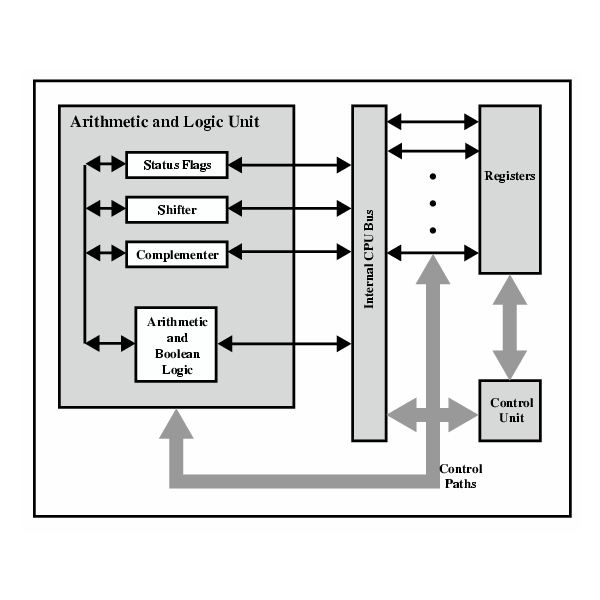 Arithmetic and Logic Unit
Status Flags
Shifter
Complementer
Arithmetic
and
Boolean
Logic
Internal CPU Bus
Registers
Control
Unit
Control
Paths